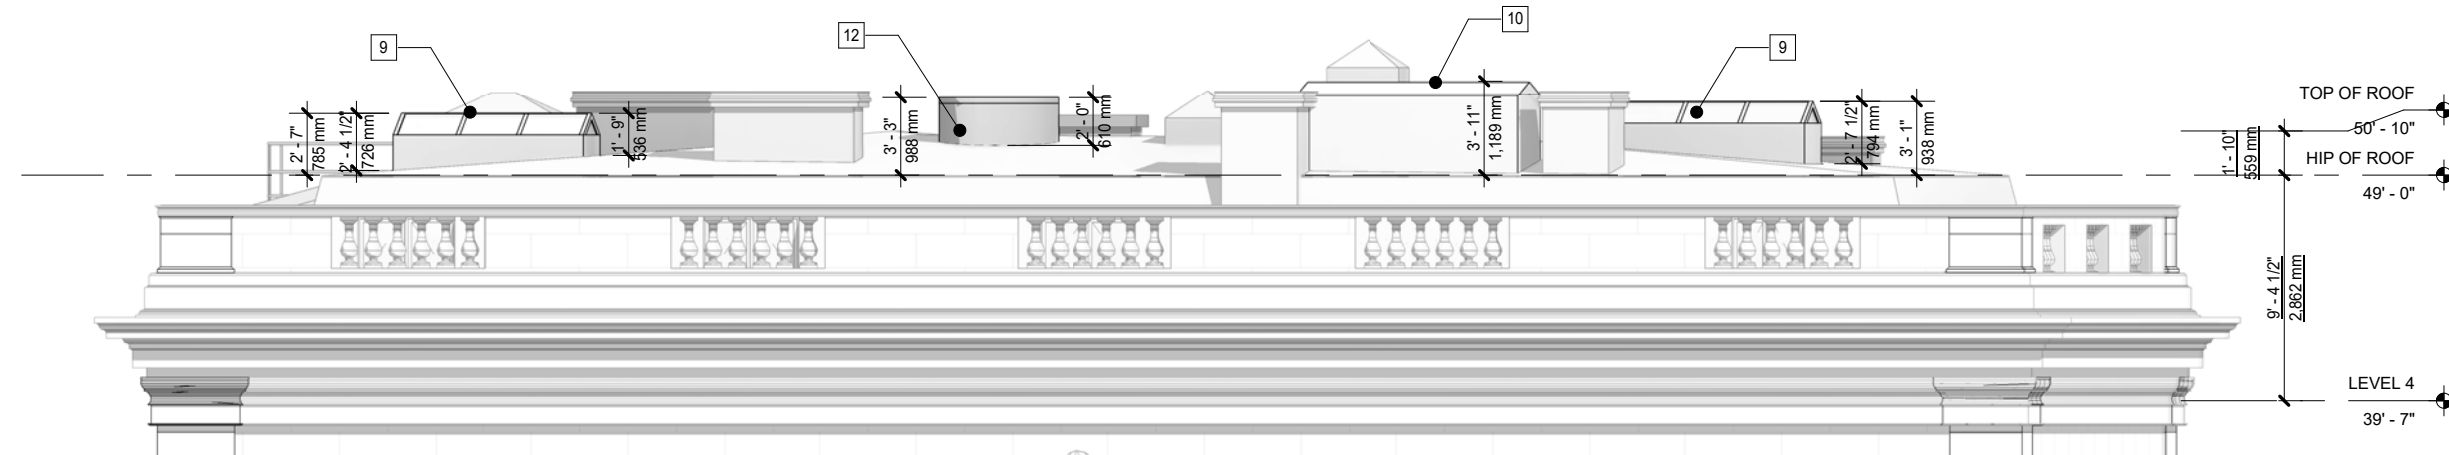 10
9
12
9
TOP OF ROOF
50' - 10"
HIP OF ROOF
49' - 0"
LEVEL 4
39' - 7"
2' - 7"
785 mm
2' - 4 1/2"
726 mm
1' - 9"
536 mm
3' - 3"
988 mm
2' - 0"
610 mm
3' - 11"
1,189 mm
2' - 7 1/2"
794 mm
3' - 1"
938 mm
1' - 10"
559 mm
9' - 4 1/2"
2,862 mm